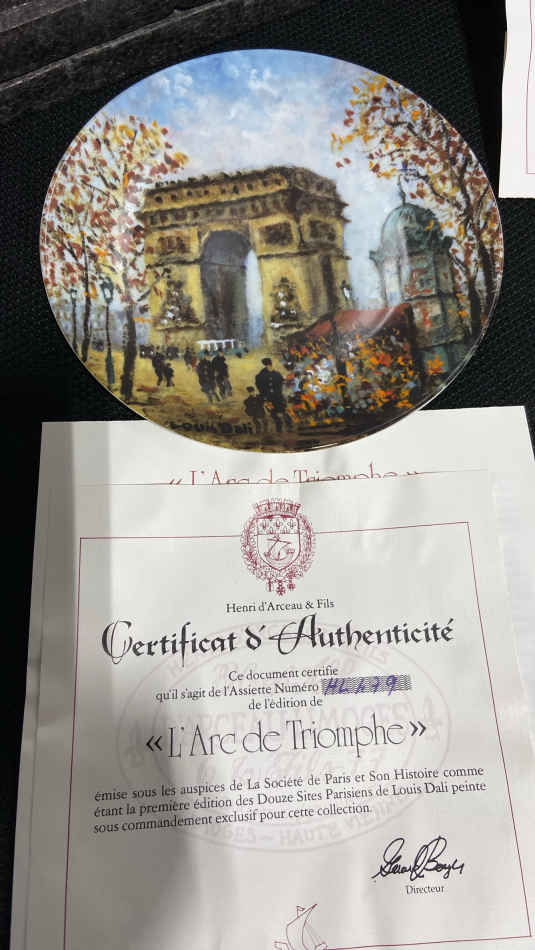 Louis Dali
« L'Arc de Triomphe »
Henri d'Arceau & Fils
Certificat d'Authenticité
Ce document certifie
qu'il s'agit de l'Assiette Numéro
de l'édition de
«L'Arc de Triomphe»
émise sous les auspices de La Société de Paris et Son Histoire comme
étant la première édition des Douze Sites Parisiens de Louis Dali peinte
sous commandement exclusif pour cette collection.
Directeur